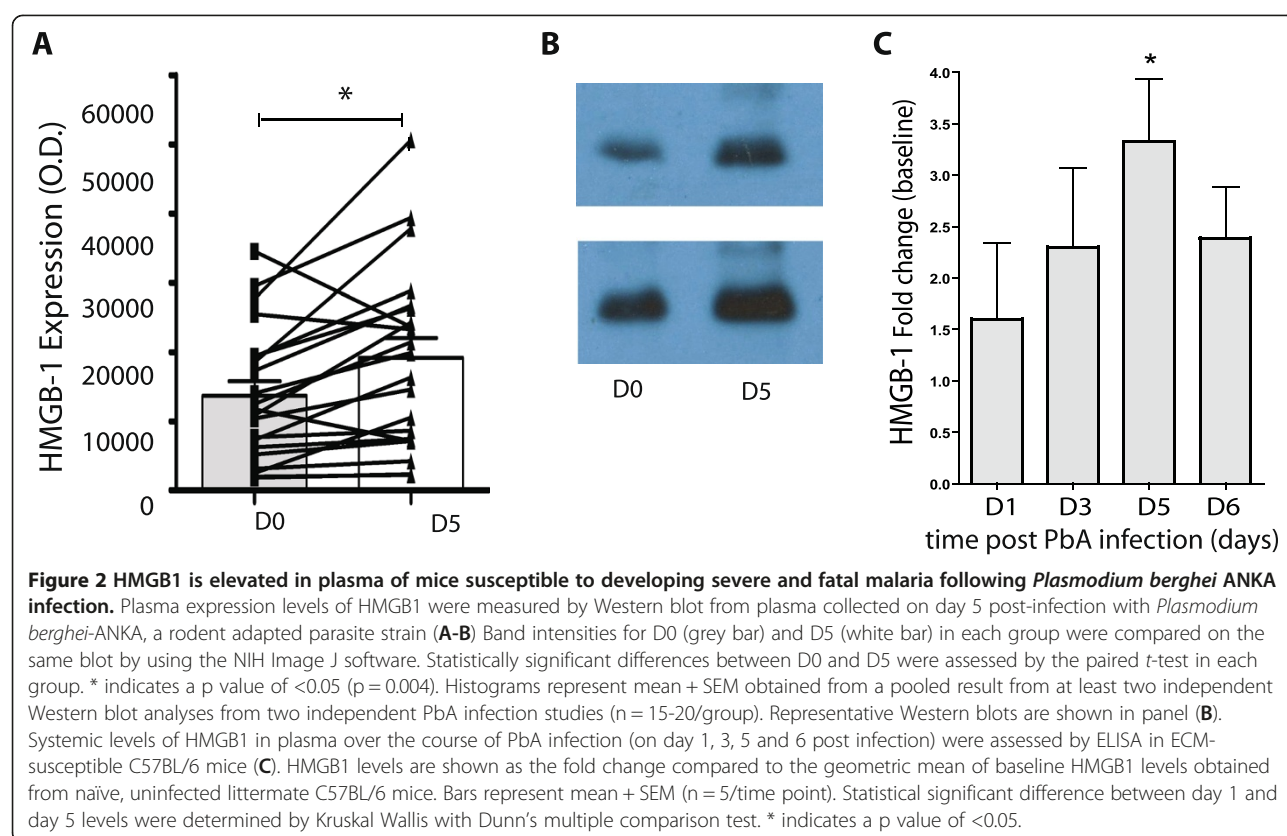 A
B
C
HMGB-1 Expression (O.D.)
60000
50000
40000
30000
20000
10000
0
*
D0
D5
D0
D5
HMGB-1 Fold change (baseline)
4.0
3.5
3.0
2.5
2.0
1.5
1.0
0.5
0.0
*
D1
D3
D5
D6
time post PbA infection (days)
Figure 2 HMGB1 is elevated in plasma of mice susceptible to developing severe and fatal malaria following Plasmodium berghei ANKA
infection. Plasma expression levels of HMGB1 were measured by Western blot from plasma collected on day 5 post-infection with Plasmodium
berghei-ANKA, a rodent adapted parasite strain (A-B) Band intensities for D0 (grey bar) and D5 (white bar) in each group were compared on the
same blot by using the NIH Image J software. Statistically significant differences between D0 and D5 were assessed by the paired t-test in each
group. * indicates a p value of <0.05 (p = 0.004). Histograms represent mean + SEM obtained from a pooled result from at least two independent
Western blot analyses from two independent PbA infection studies (n = 15-20/group). Representative Western blots are shown in panel (B).
Systemic levels of HMGB1 in plasma over the course of PbA infection (on day 1, 3, 5 and 6 post infection) were assessed by ELISA in ECM-
susceptible C57BL/6 mice (C). HMGB1 levels are shown as the fold change compared to the geometric mean of baseline HMGB1 levels obtained
from naïve, uninfected littermate C57BL/6 mice. Bars represent mean + SEM (n = 5/time point). Statistical significant difference between day 1 and
day 5 levels were determined by Kruskal Wallis with Dunn's multiple comparison test. * indicates a p value of <0.05.